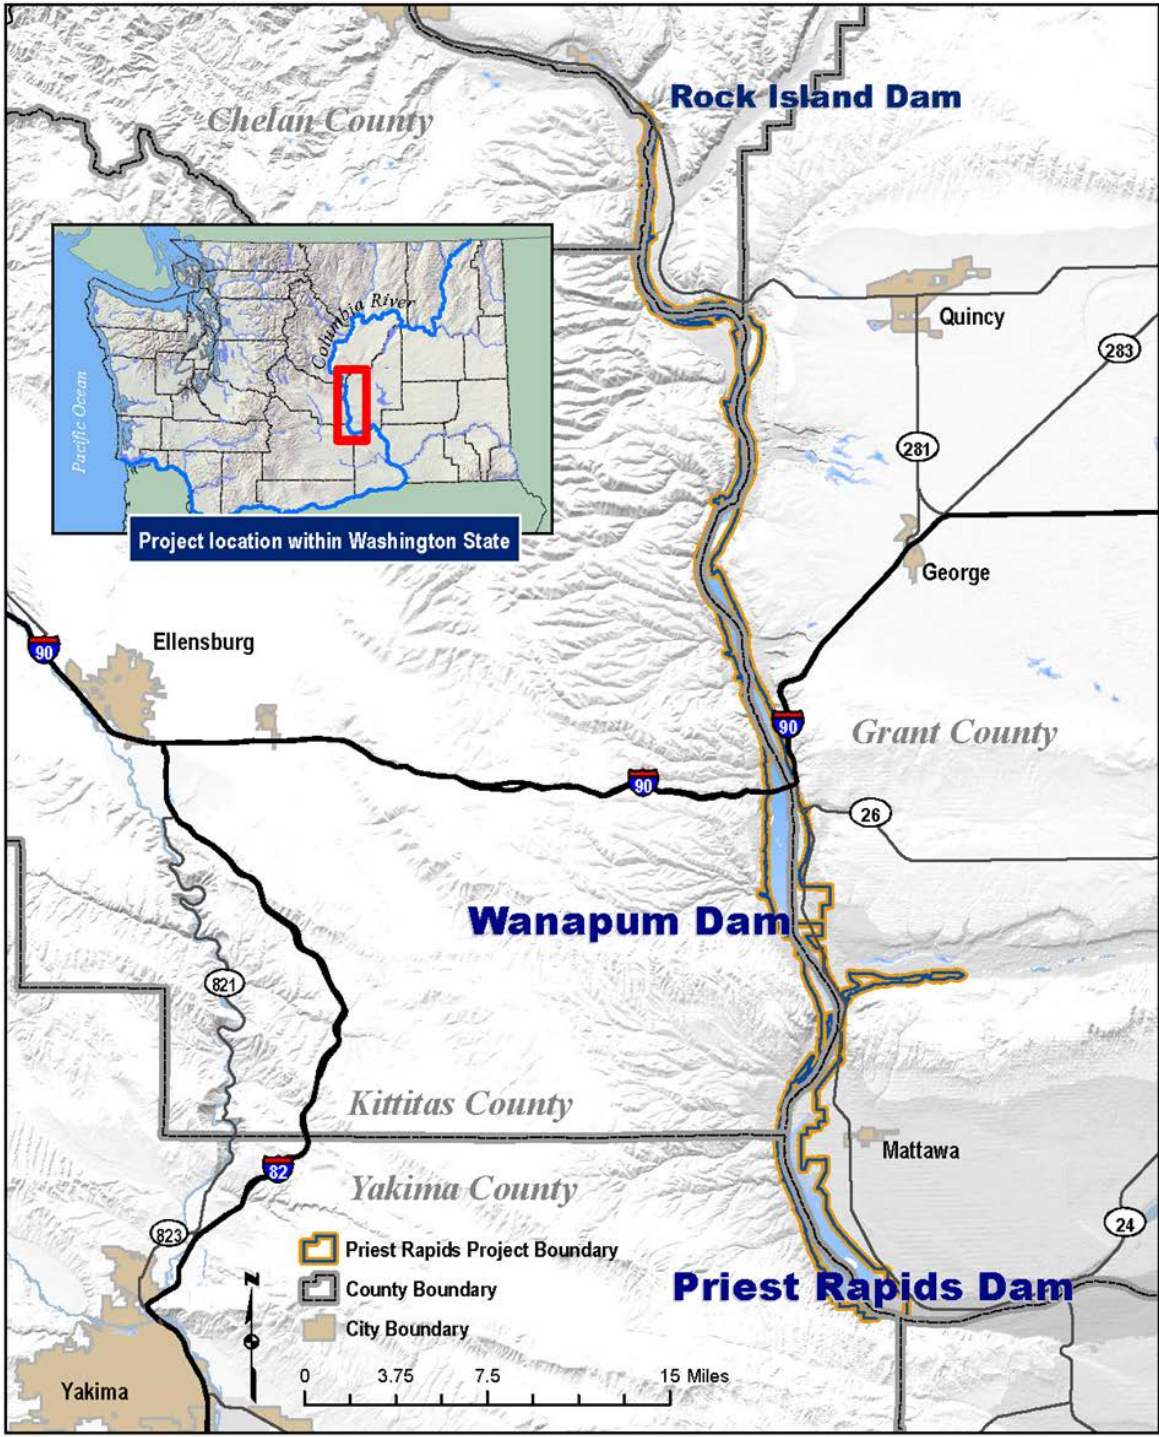 Rock Island Dam
Chelan County
Columbia River
Pacific Ocean
Project location within Washington State
Quincy
283
281
George
Ellensburg
90
90
Grant County
90
26
Wanapum Dam
821
Kittitas County
Mattawa
82
Yakima County
24
823
Priest Rapids Project Boundary
Priest Rapids Dam
N
County Boundary
City Boundary
0 3.75 7.5 15 Miles
Yakima